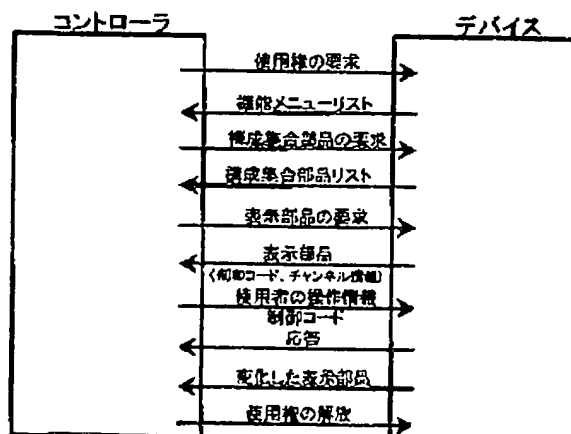 コントローラ
デバイス
使用権の要求
機能メニューリスト
構成集合部品の要求
構成集合部品リスト
表示部品の要求
表示部品
(制御コード、チャンネル情報)
使用者の操作情報
制御コード
応答
変化した表示部品
使用権の解放